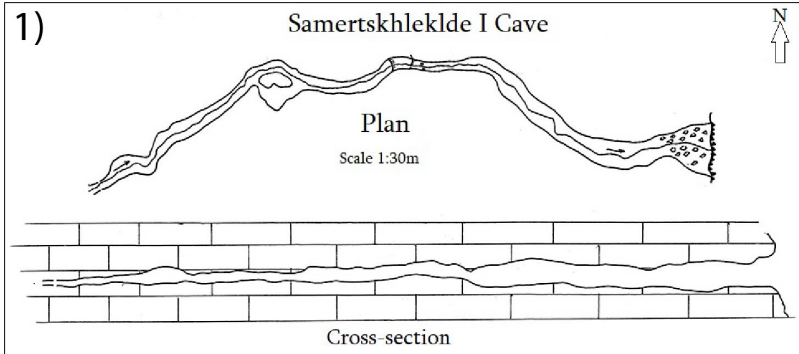 1)
Samertskhleklde I Cave
N
Plan
Scale 1:30m
Cross-section